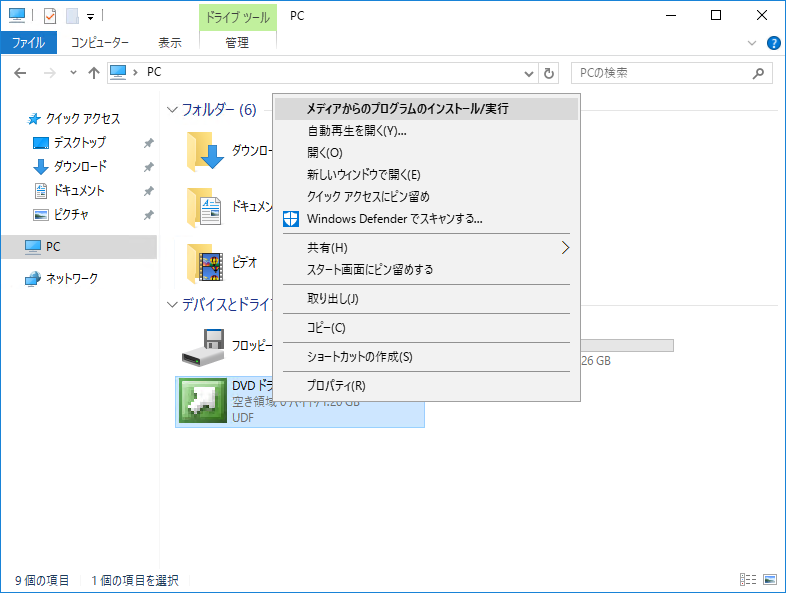 ドライブ ツール
PC
ファイル
コンピューター
表示
管理
PC
PCの検索
クイック アクセス
デスクトップ
ダウンロード
ドキュメント
ピクチャ
PC
ネットワーク
フォルダー (6)
ダウンロー
ドキュメン
ビデオ
デバイスとドライ
フロッピー
DVD ドラ
空き領域 0 バイト/4.26 GB
UDF
26 GB
メディアからのプログラムのインストール/実行
自動再生を開く(Y)...
開く(O)
新しいウィンドウで開く(E)
クイック アクセスにピン留め
Windows Defender でスキャンする...
共有(H)
スタート画面にピン留めする
取り出し(J)
コピー(C)
ショートカットの作成(S)
プロパティ(R)
9 個の項目
1 個の項目を選択